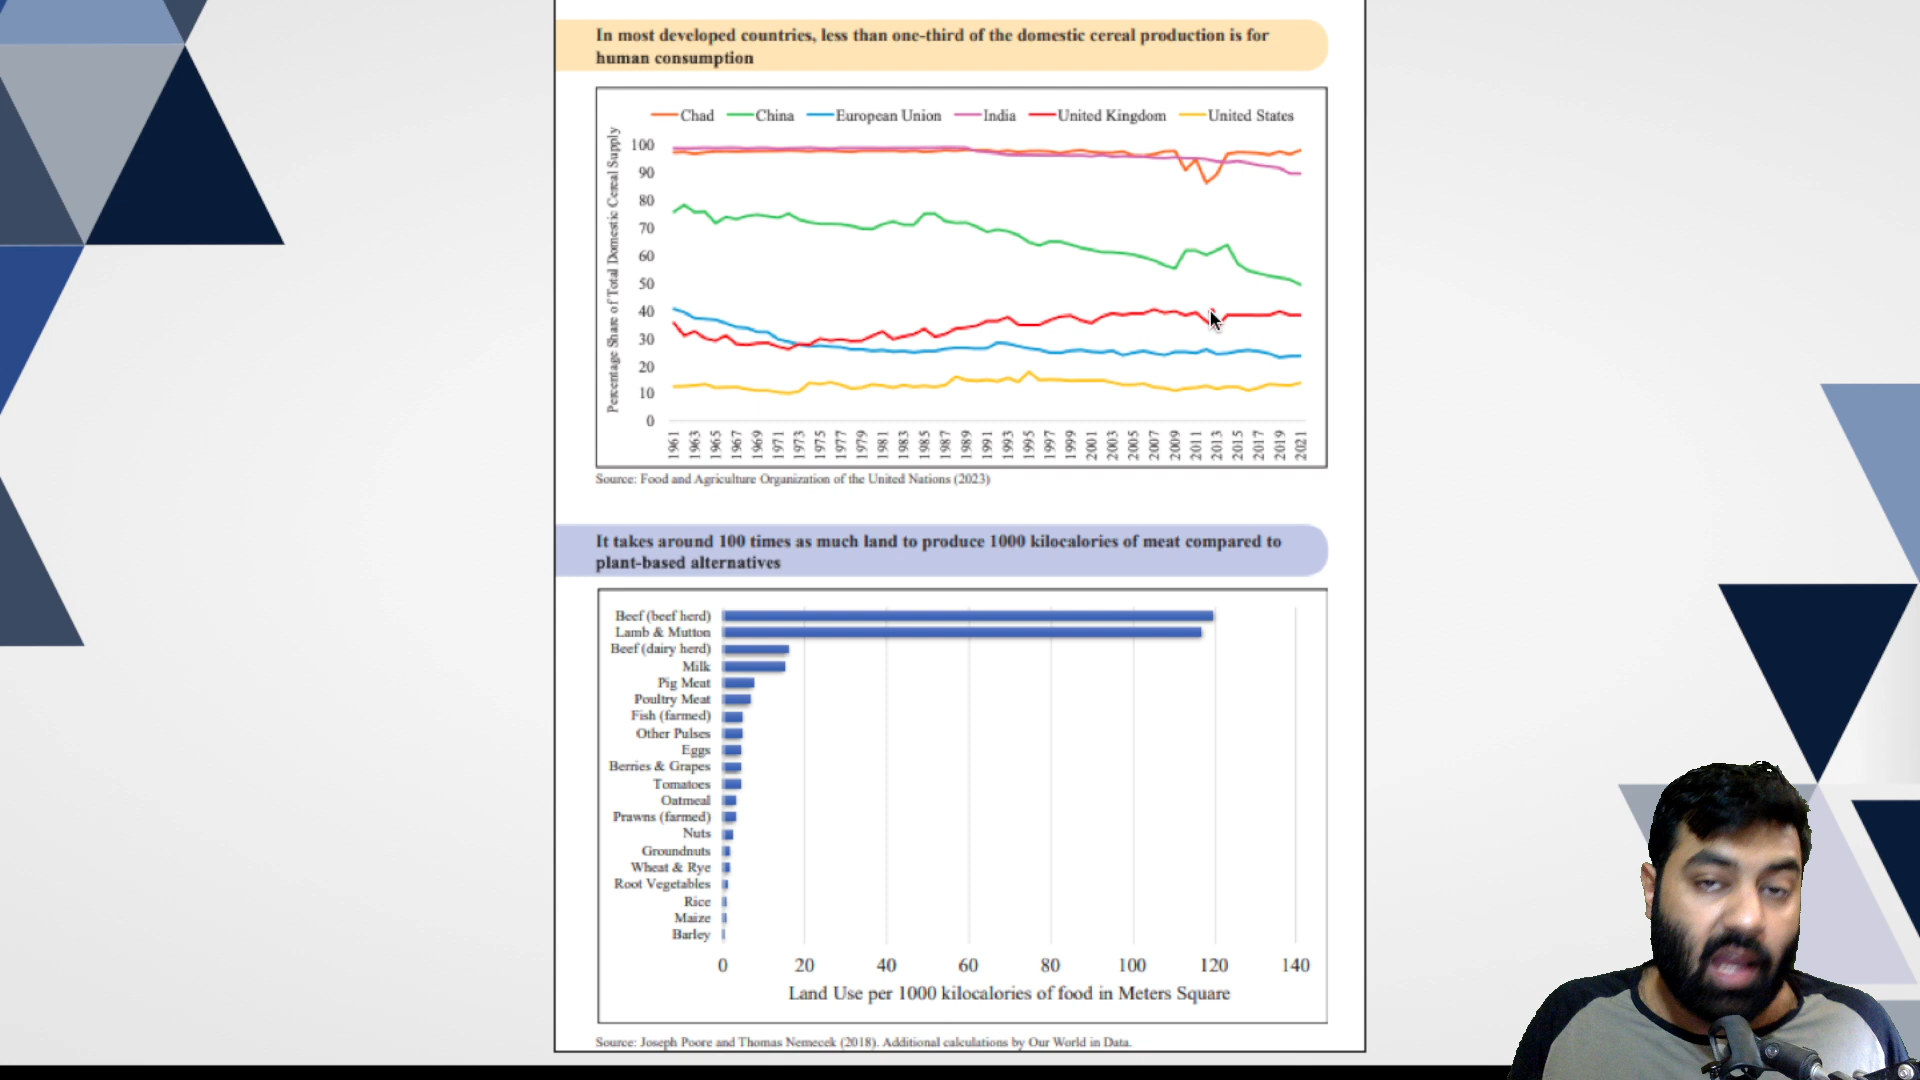 In most developed countries, less than one-third of the domestic cereal production is for
human consumption
Chad China European Union India United Kingdom United States
Percentage Share of Total Domestic Cereal Supply
100
90
80
70
60
50
40
30
20
10
0
1961 1963 1965 1967 1969 1971 1973 1975 1977 1979 1981 1983 1985 1987 1989 1991 1993 1995 1997 1999 2001 2003 2005 2007 2009 2011 2013 2015 2017 2019 2021
Source: Food and Agriculture Organization of the United Nations (2023)
It takes around 100 times as much land to produce 1000 kilocalories of meat compared to
plant-based alternatives
Beef (beef herd)
Lamb & Mutton
Beef (dairy herd)
Milk
Pig Meat
Poultry Meat
Fish (farmed)
Other Pulses
Eggs
Berries & Grapes
Tomatoes
Oatmeal
Prawns (farmed)
Nuts
Groundnuts
Wheat & Rye
Root Vegetables
Rice
Maize
Barley
0 20 40 60 80 100 120 140
Land Use per 1000 kilocalories of food in Meters Square
Source: Joseph Poore and Thomas Nemecek (2018). Additional calculations by Our World in Data.